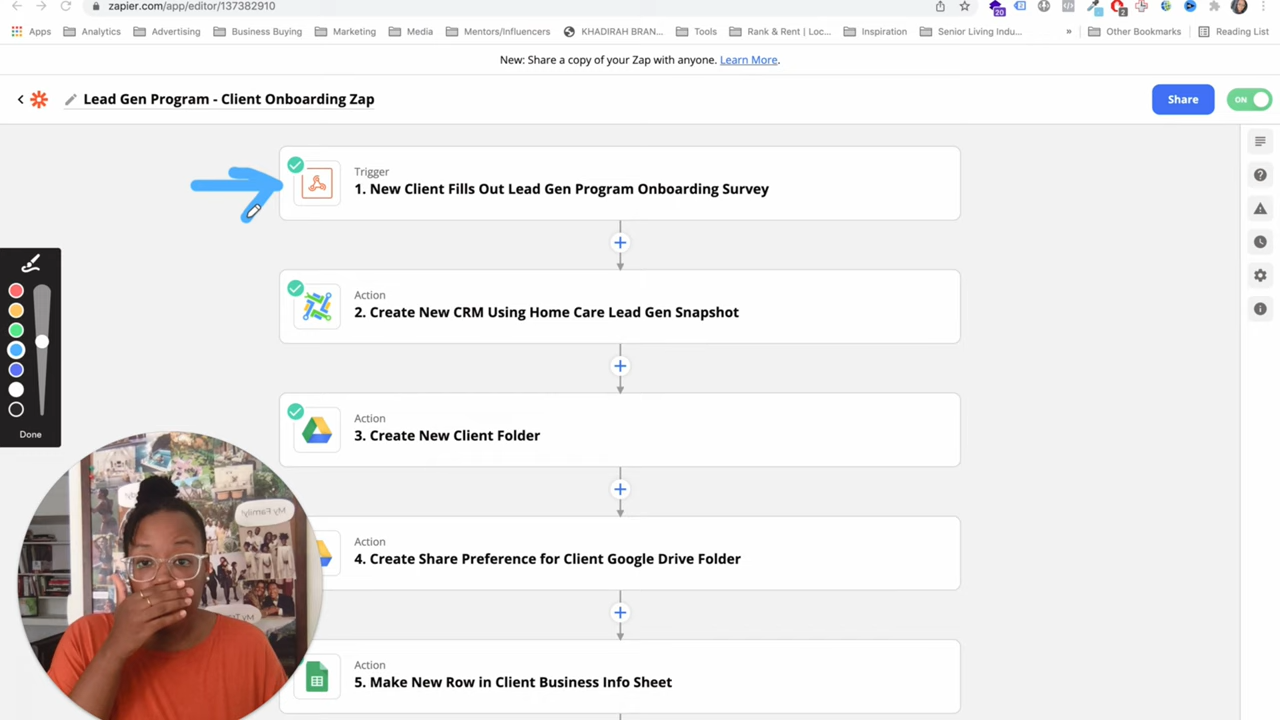 zapier.com/app/editor/137382910
20
2
Apps
Analytics
Advertising
Business Buying
Marketing
Media
Mentors/Influencers
KHADIRAH BRAN...
Tools
Rank & Rent | Loc...
Inspiration
Senior Living Indu...
»
Other Bookmarks
Reading List
New: Share a copy of your Zap with anyone. Learn More.
Lead Gen Program - Client Onboarding Zap
Share
ON
Trigger
1. New Client Fills Out Lead Gen Program Onboarding Survey
Action
2. Create New CRM Using Home Care Lead Gen Snapshot
Action
3. Create New Client Folder
Action
4. Create Share Preference for Client Google Drive Folder
Action
5. Make New Row in Client Business Info Sheet
Done
My Family